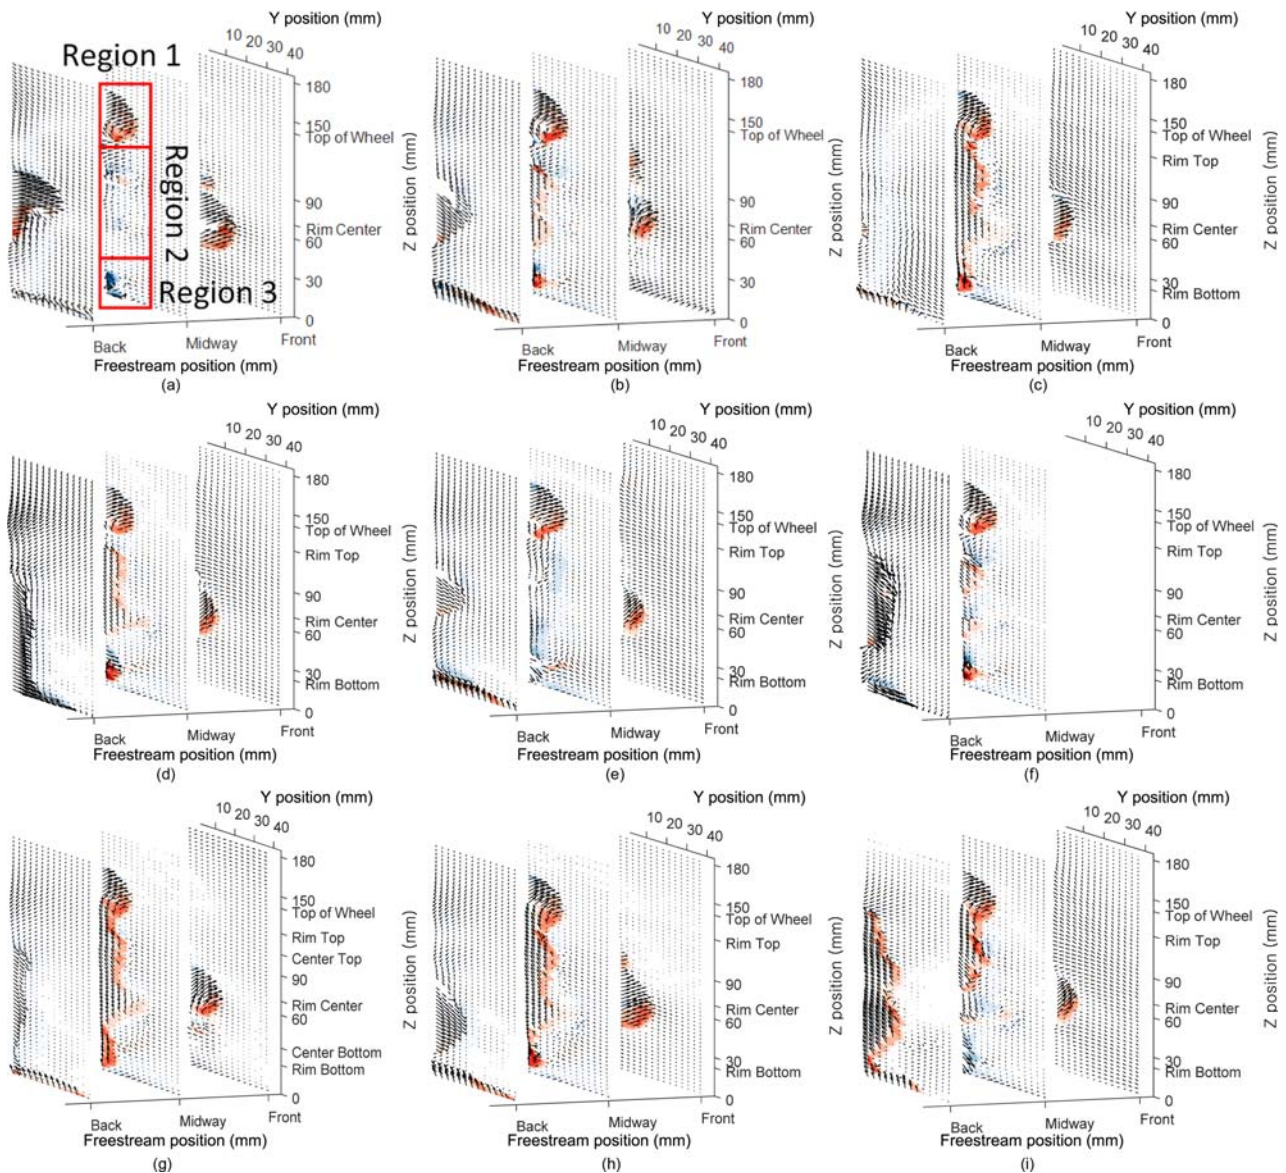 Y position (mm)
10 20 30 40
Region 1
Region 2
Region 3
180
150
Top of Wheel
90
Rim Center
60
30
0
Z position (mm)
Back
Midway
Front
Freestream position (mm)
(a)
Y position (mm)
10 20 30 40
180
150
Top of Wheel
90
Rim Center
60
30
0
Z position (mm)
Back
Midway
Front
Freestream position (mm)
(b)
Y position (mm)
10 20 30 40
180
150
Top of Wheel
Rim Top
90
Rim Center
60
30
Rim Bottom
0
Z position (mm)
Back
Midway
Front
Freestream position (mm)
(c)
Y position (mm)
10 20 30 40
180
150
Top of Wheel
Rim Top
90
Rim Center
60
30
Rim Bottom
0
Z position (mm)
Back
Midway
Front
Freestream position (mm)
(d)
Y position (mm)
10 20 30 40
180
150
Top of Wheel
Rim Top
90
Rim Center
60
30
Rim Bottom
0
Z position (mm)
Back
Midway
Front
Freestream position (mm)
(e)
Y position (mm)
10 20 30 40
180
150
Top of Wheel
Rim Top
90
Rim Center
60
30
Rim Bottom
0
Z position (mm)
Back
Midway
Front
Freestream position (mm)
(f)
Y position (mm)
10 20 30 40
180
150
Top of Wheel
Rim Top
Center Top
90
Rim Center
60
Center Bottom
Rim Bottom
30
0
Z position (mm)
Back
Midway
Front
Freestream position (mm)
(g)
Y position (mm)
10 20 30 40
180
150
Top of Wheel
Rim Top
90
Rim Center
60
30
Rim Bottom
0
Z position (mm)
Back
Midway
Front
Freestream position (mm)
(h)
Y position (mm)
10 20 30 40
180
150
Top of Wheel
Rim Top
90
Rim Center
60
30
Rim Bottom
0
Z position (mm)
Back
Midway
Front
Freestream position (mm)
(i)